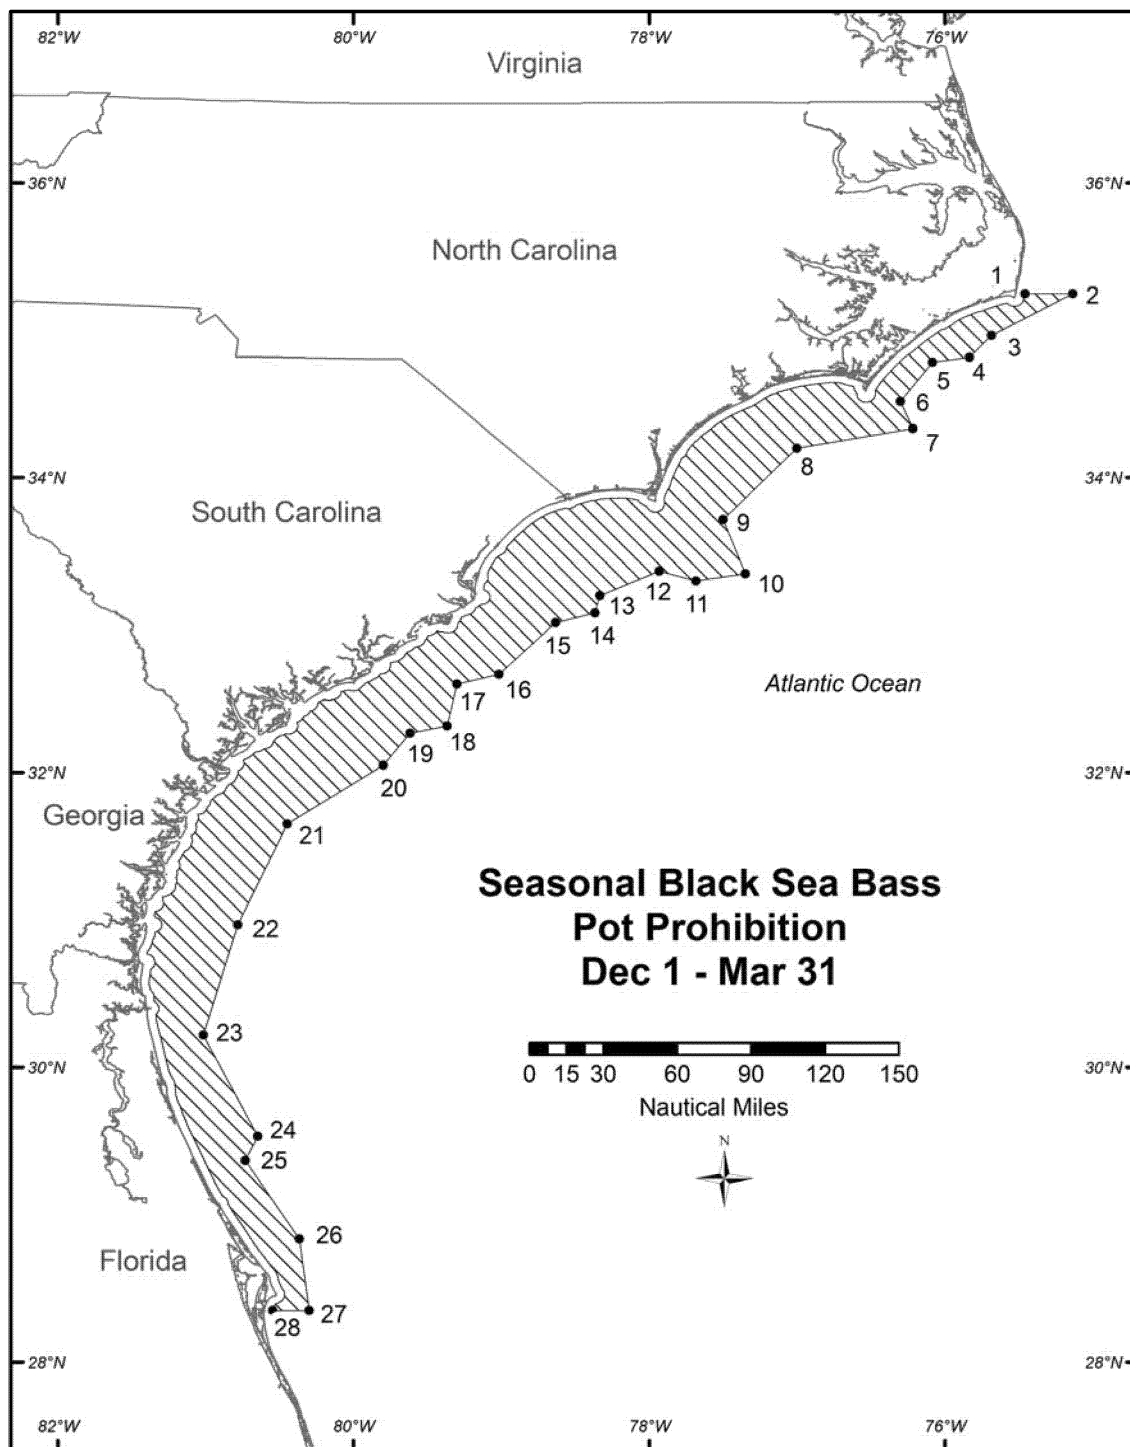 82°W 80°W 78°W 76°W
Virginia
36°N 36°N
North Carolina
1 2
3
4
5
6
7
8
34°N 34°N
South Carolina
9
10
11
12
13
14
15
16
Atlantic Ocean
17
18
19
20
32°N 32°N
Georgia
21
Seasonal Black Sea Bass
Pot Prohibition
Dec 1 - Mar 31
22
23
30°N 30°N
0 15 30 60 90 120 150
Nautical Miles
N
24
25
26
Florida
27
28
28°N 28°N
82°W 80°W 78°W 76°W